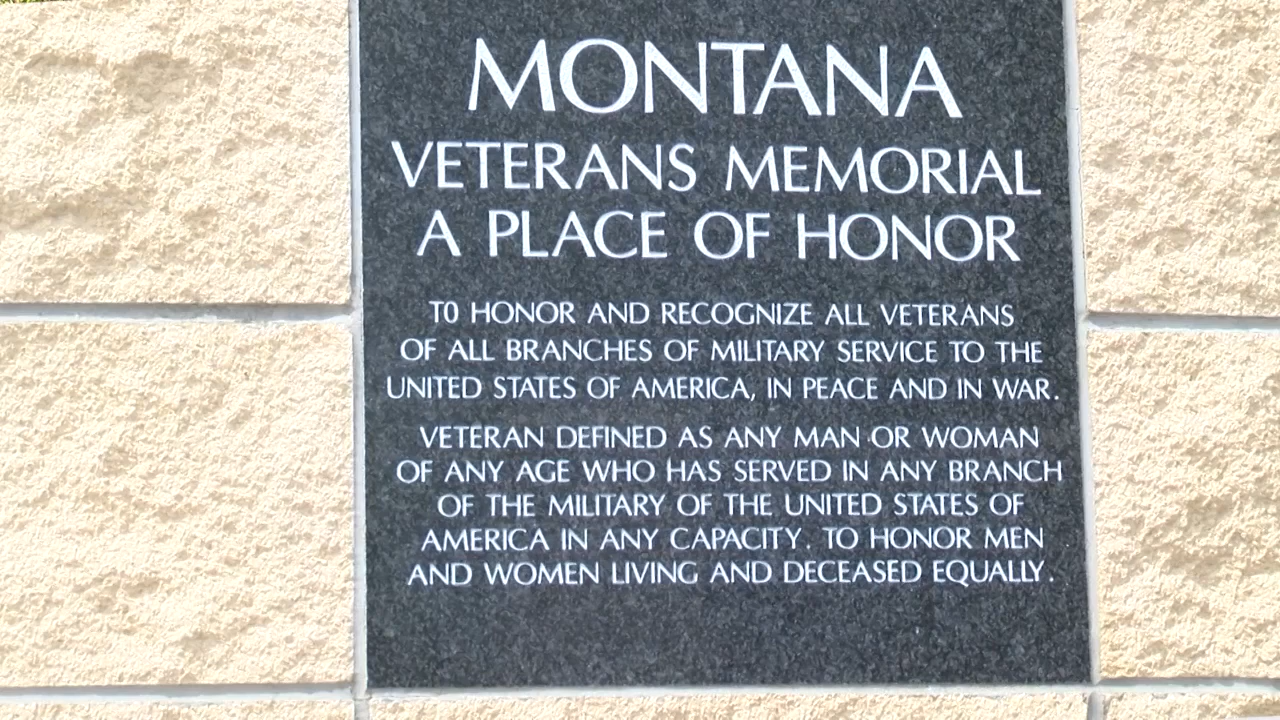 MONTANA
VETERANS MEMORIAL
A PLACE OF HONOR
TO HONOR AND RECOGNIZE ALL VETERANS
OF ALL BRANCHES OF MILITARY SERVICE TO THE
UNITED STATES OF AMERICA, IN PEACE AND IN WAR.
VETERAN DEFINED AS ANY MAN OR WOMAN
OF ANY AGE WHO HAS SERVED IN ANY BRANCH
OF THE MILITARY OF THE UNITED STATES OF
AMERICA IN ANY CAPACITY. TO HONOR MEN
AND WOMEN LIVING AND DECEASED EQUALLY.